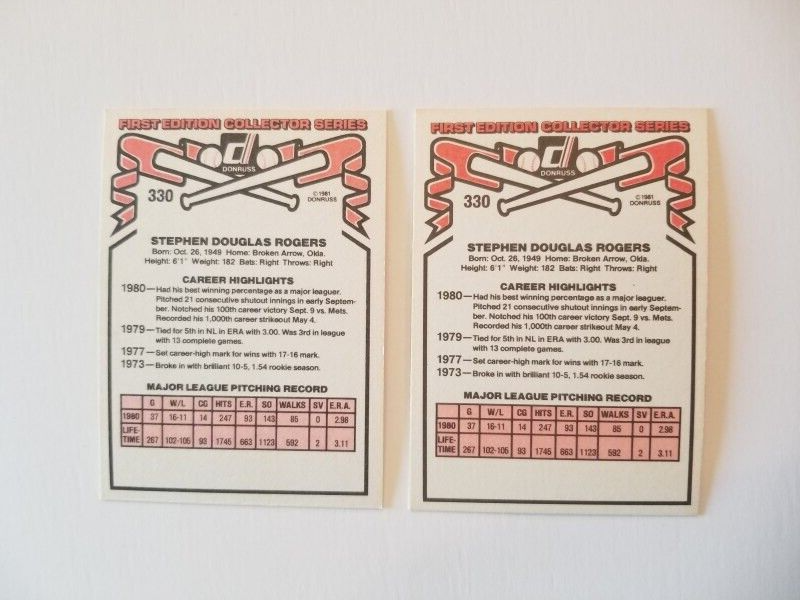 FIRST EDITION COLLECTOR SERIES
d
DONRUSS
330
© 1981
DONRUSS
STEPHEN DOUGLAS ROGERS
Born: Oct. 26, 1949 Home: Broken Arrow, Okla.
Height: 6'1" Weight: 182 Bats: Right Throws: Right
CAREER HIGHLIGHTS
1980—Had his best winning percentage as a major leaguer.
Pitched 21 consecutive shutout innings in early Septem-
ber. Notched his 100th career victory Sept. 9 vs. Mets.
Recorded his 1,000th career strikeout May 4.
1979—Tied for 5th in NL in ERA with 3.00. Was 3rd in league
with 13 complete games.
1977—Set career-high mark for wins with 17-16 mark.
1973—Broke in with brilliant 10-5, 1.54 rookie season.
MAJOR LEAGUE PITCHING RECORD
G W/L CG HITS E.R. SO WALKS SV E.R.A.
1980 37 16-11 14 247 93 143 85 0 2.98
LIFE-
TIME 267 102-105 93 1745 663 1123 592 2 3.11
FIRST EDITION COLLECTOR SERIES
d
DONRUSS
330
© 1981
DONRUSS
STEPHEN DOUGLAS ROGERS
Born: Oct. 26, 1949 Home: Broken Arrow, Okla.
Height: 6'1" Weight: 182 Bats: Right Throws: Right
CAREER HIGHLIGHTS
1980—Had his best winning percentage as a major leaguer.
Pitched 21 consecutive shutout innings in early Septem-
ber. Notched his 100th career victory Sept. 9 vs. Mets.
Recorded his 1,000th career strikeout May 4.
1979—Tied for 5th in NL in ERA with 3.00. Was 3rd in league
with 13 complete games.
1977—Set career-high mark for wins with 17-16 mark.
1973—Broke in with brilliant 10-5, 1.54 rookie season.
MAJOR LEAGUE PITCHING RECORD
G W/L CG HITS E.R. SO WALKS SV E.R.A.
1980 37 16-11 14 247 93 143 85 0 2.98
LIFE-
TIME 267 102-105 93 1745 663 1123 592 2 3.11